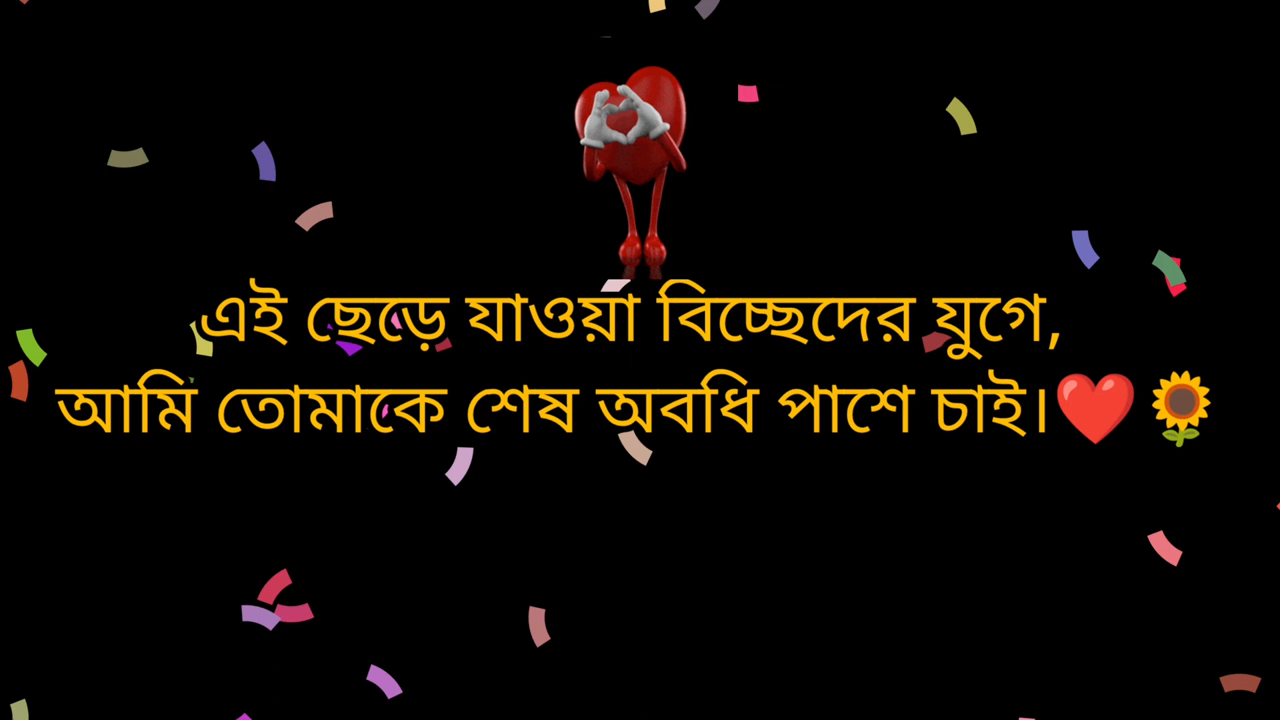 এই ছেড়ে যাওয়া বিচ্ছেদের যুগে,
আমি তোমাকে শেষ অবধি পাশে চাই।❤️🌻